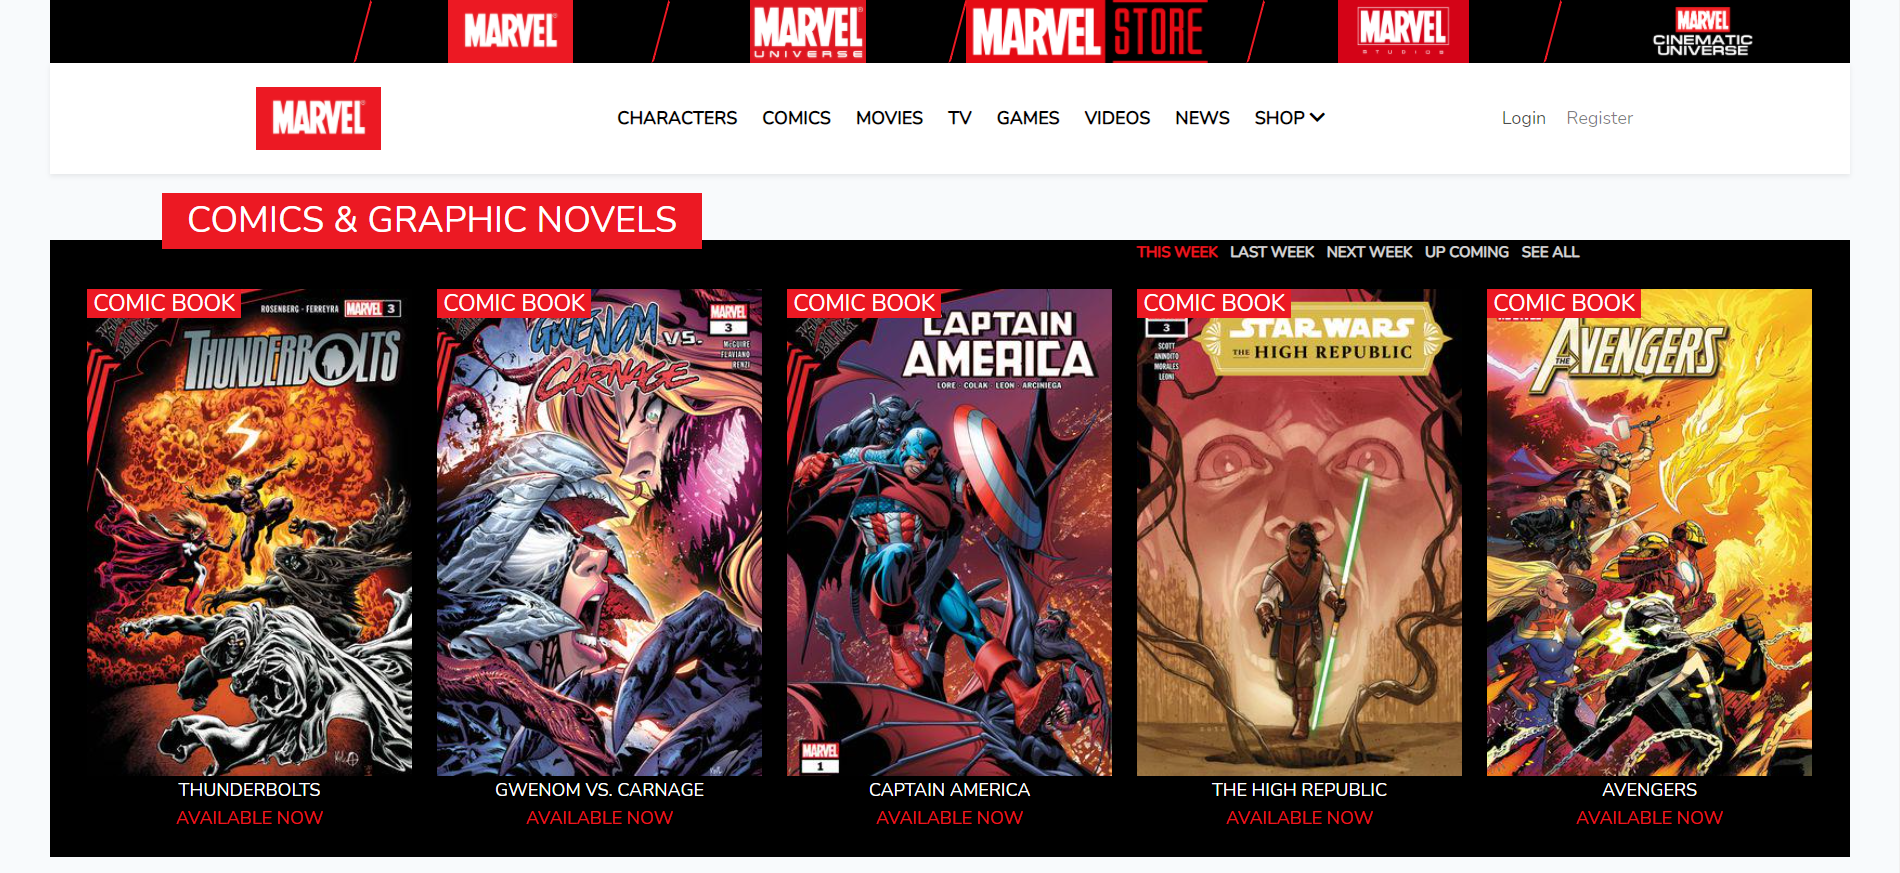 MARVEL
MARVEL UNIVERSE
MARVEL STORE
MARVEL STUDIOS
MARVEL CINEMATIC UNIVERSE
MARVEL
CHARACTERS COMICS MOVIES TV GAMES VIDEOS NEWS SHOP
Login Register
COMICS & GRAPHIC NOVELS
THIS WEEK LAST WEEK NEXT WEEK UP COMING SEE ALL
COMIC BOOK
ROSENBERG · FERREYRA MARVEL 3
THUNDERBOLTS
THUNDERBOLTS
AVAILABLE NOW
COMIC BOOK
GWENOM VS. CARNAGE
MARVEL
3
McGUIRE
FLAVIANO
RENZI
GWENOM VS. CARNAGE
AVAILABLE NOW
COMIC BOOK
CAPTAIN
AMERICA
LORE · COLAK · LEON · ARCINIEGA
MARVEL
1
CAPTAIN AMERICA
AVAILABLE NOW
COMIC BOOK
3
SCOTT
ANINDITO
MORALES
LEONI
STAR WARS
THE HIGH REPUBLIC
THE HIGH REPUBLIC
AVAILABLE NOW
COMIC BOOK
THE AVENGERS
AVENGERS
AVAILABLE NOW